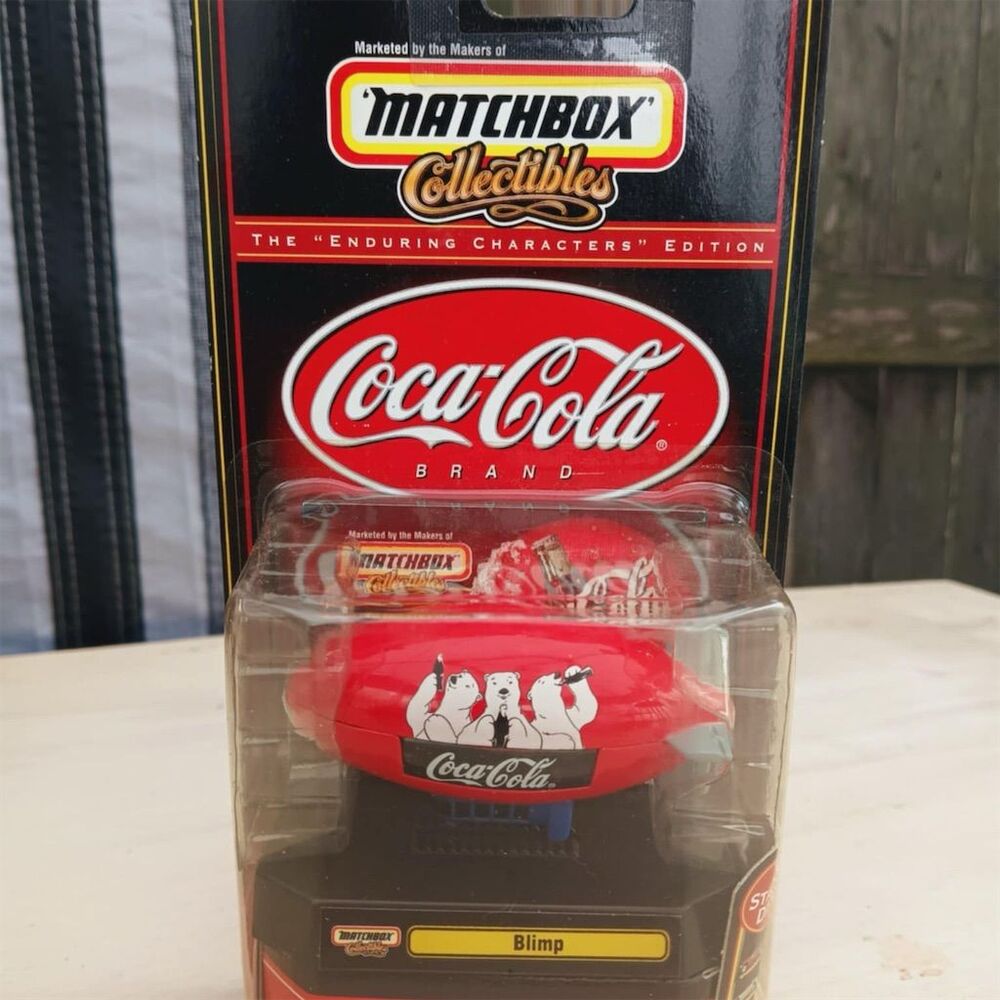 Marketed by the Makers of
'MATCHBOX'
Collectibles
THE "ENDURING CHARACTERS" EDITION
Coca-Cola ®
BRAND
Marketed by the Makers of
MATCHBOX
Collectibles
Coca-Cola
MATCHBOX
Collectibles
Blimp